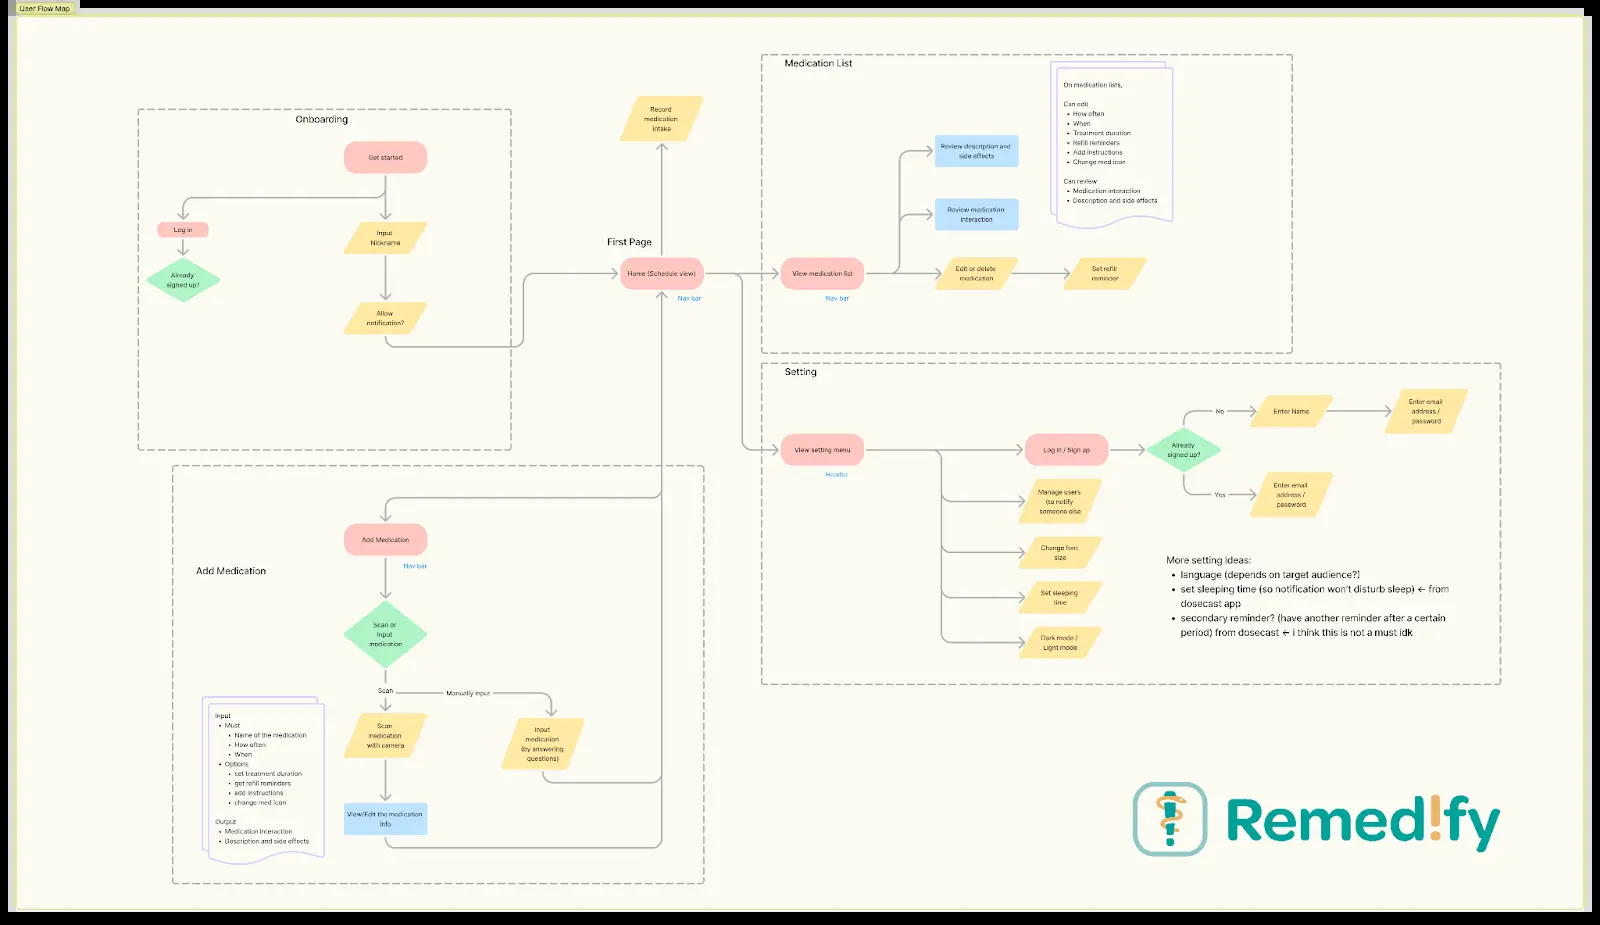 User Flow Map
Onboarding
Get started
Log in
Already
signed up?
Input
Nickname
Allow
notification?
Record
medication
intake
First Page
Home (Schedule view)
Nav bar
Medication List
Review description and
side effects
Review medication
interaction
View medication list
Nav bar
Edit or delete
medication
Set refill
reminder
On medication lists,
Can edit
• How often
• When
• Treatment duration
• Refill reminders
• Add instructions
• Change med icon
Can review
• Medication interaction
• Description and side effects
Setting
View setting menu
Header
Log in / Sign up
Already
signed up?
No
Enter Name
Enter email
address /
password
Yes
Enter email
address /
password
Manage users
(to notify
someone else
Change font
size
Set sleeping
time
Dark mode /
Light mode
More setting ideas:
• language (depends on target audience?)
• set sleeping time (so notification won't disturb sleep) ← from
dosecast app
• secondary reminder? (have another reminder after a certain
period) from dosecast ← i think this is not a must idk
Add Medication
Add Medication
Nav bar
Scan or
input
medication
Scan
Manually input
Scan
medication
with camera
Input
medication
(by answering
questions)
View/Edit the medication
info
Input
• Must
• Name of the medication
• How often
• When
• Options
• set treatment duration
• get refill reminders
• add instructions
• change med icon
Output
• Medication interaction
• Description and side effects
Remed!fy